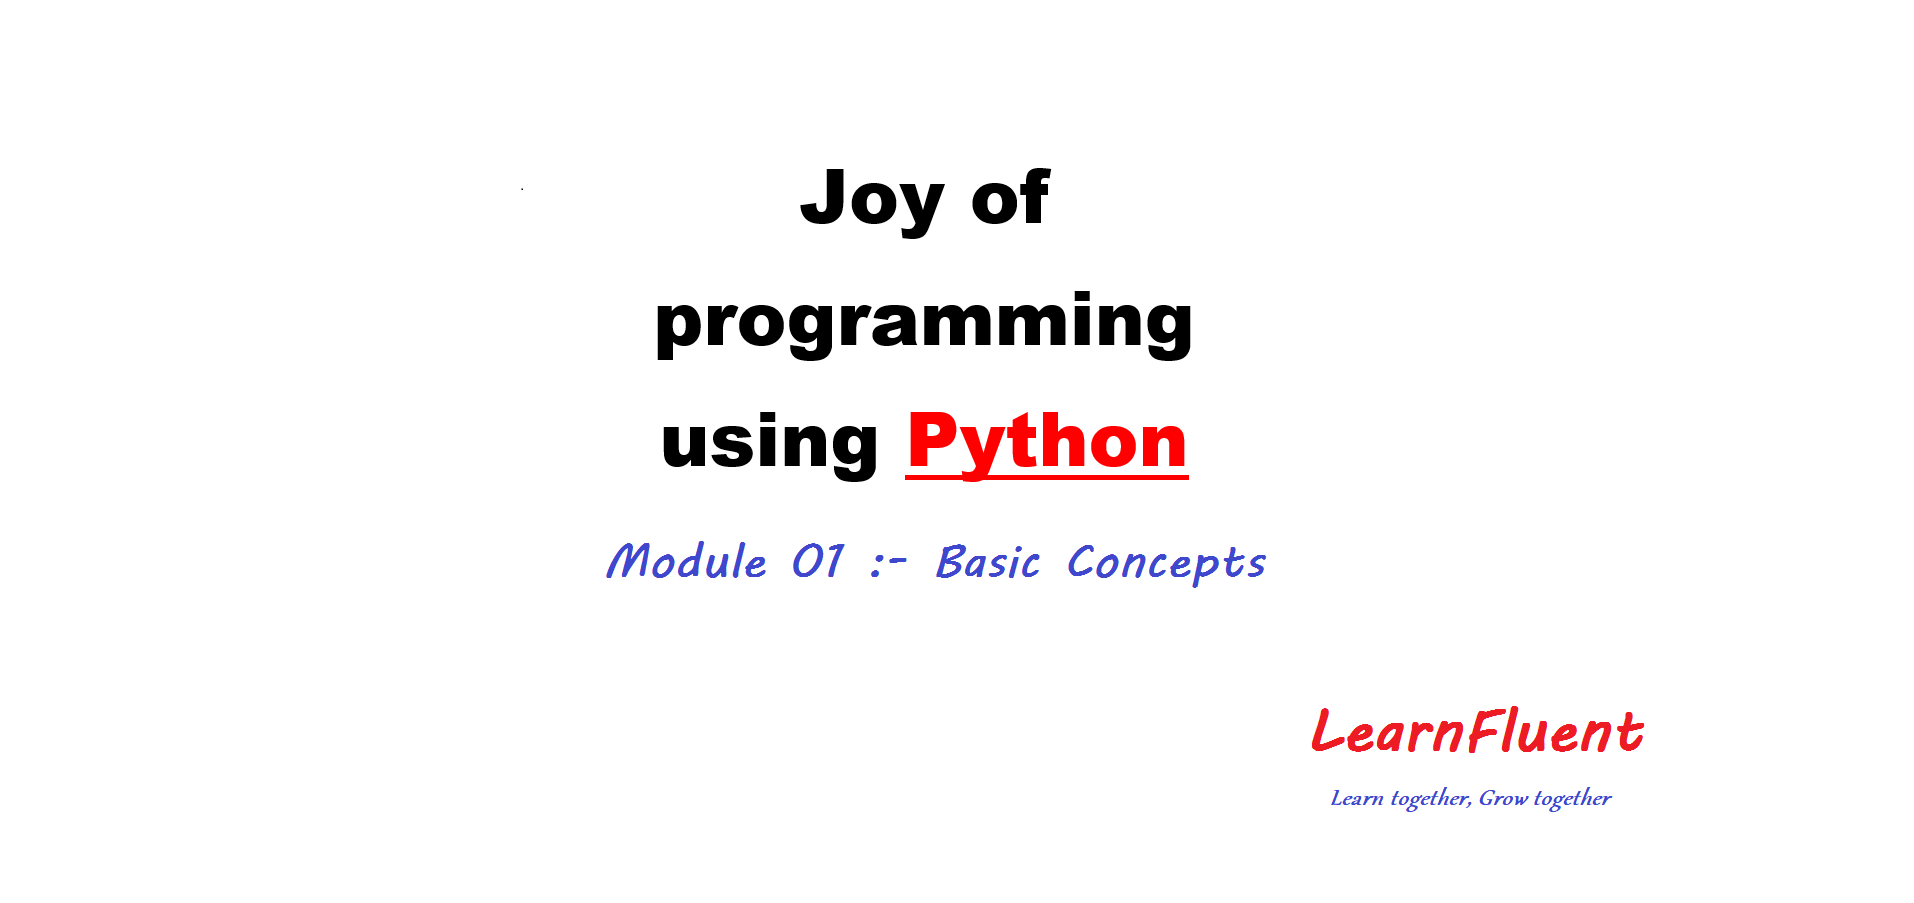 Joy of
programming
using Python
Module 01 :- Basic Concepts
LearnFluent
Learn together, Grow together